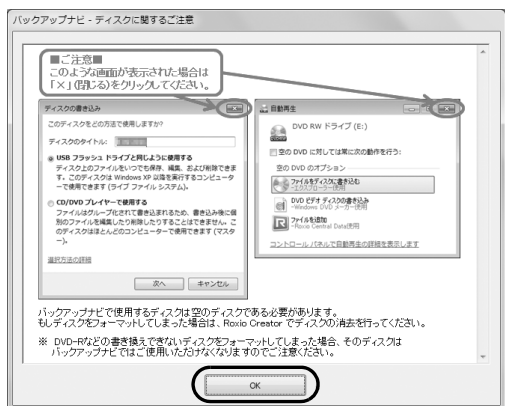 バックアップナビ - ディスクに関するご注意
■ご注意■
このような画面が表示された場合は
「×」(閉じる)をクリックしてください。
ディスクの書き込み
このディスクをどの方法で使用しますか?
ディスクのタイトル:
USB フラッシュ ドライブと同じように使用する
ディスク上のファイルをいつでも保存、編集、および削除できま
す。このディスクは Windows XP 以降を実行するコンピュータ
ーで使用できます (ライブ ファイル システム)。
CD/DVD プレイヤーで使用する
ファイルはグループ化されて書き込まれるため、書き込み後に個
別のファイルを編集したり削除したりすることはできません。こ
のディスクはほとんどのコンピューターで使用できます (マスタ
ー)。
選択方法の詳細
次へ
キャンセル
自動再生
DVD RW ドライブ (E:)
空の DVD に対しては常に次の動作を行う:
空の DVD のオプション
ファイルをディスクに書き込む
-エクスプローラー使用
DVD ビデオ ディスクの書き込み
-Windows DVD メーカー使用
ファイルを追加
-Roxio Central Data使用
コントロール パネルで自動再生の詳細を表示します
バックアップナビで使用するディスクは空のディスクである必要があります。
もしディスクをフォーマットしてしまった場合は、Roxio Creator でディスクの消去を行ってください。
※ DVD-Rなどの書き換えできないディスクをフォーマットしてしまった場合、そのディスクは
バックアップナビではご使用いただけなくなりますのでご注意ください。
OK